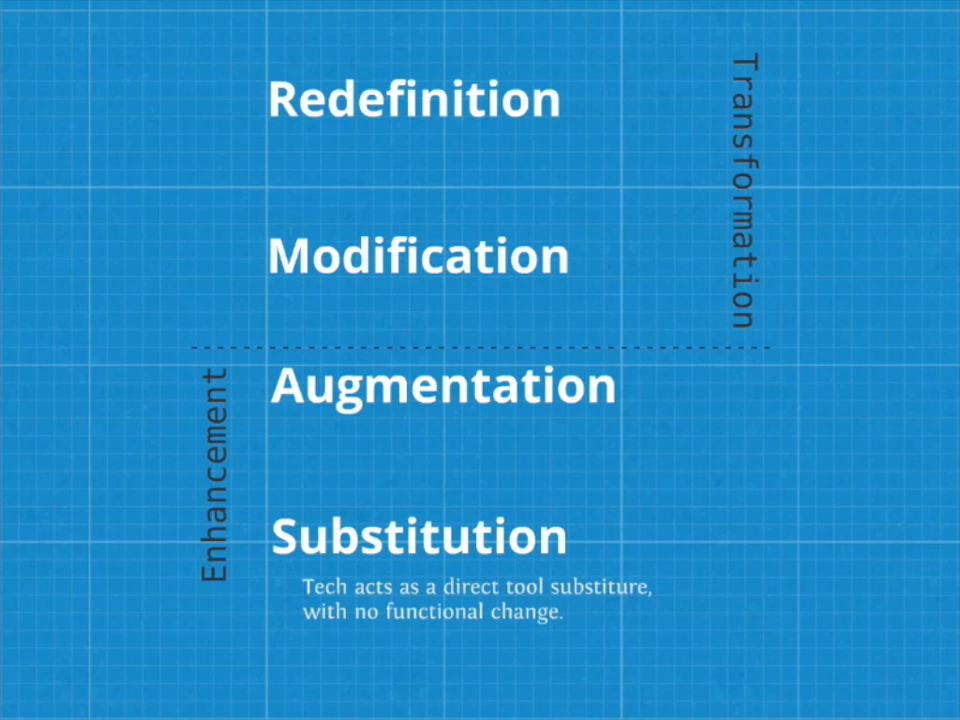 Redefinition
Transformation
Modification
Augmentation
Enhancement
Substitution
Tech acts as a direct tool substiture,
with no functional change.